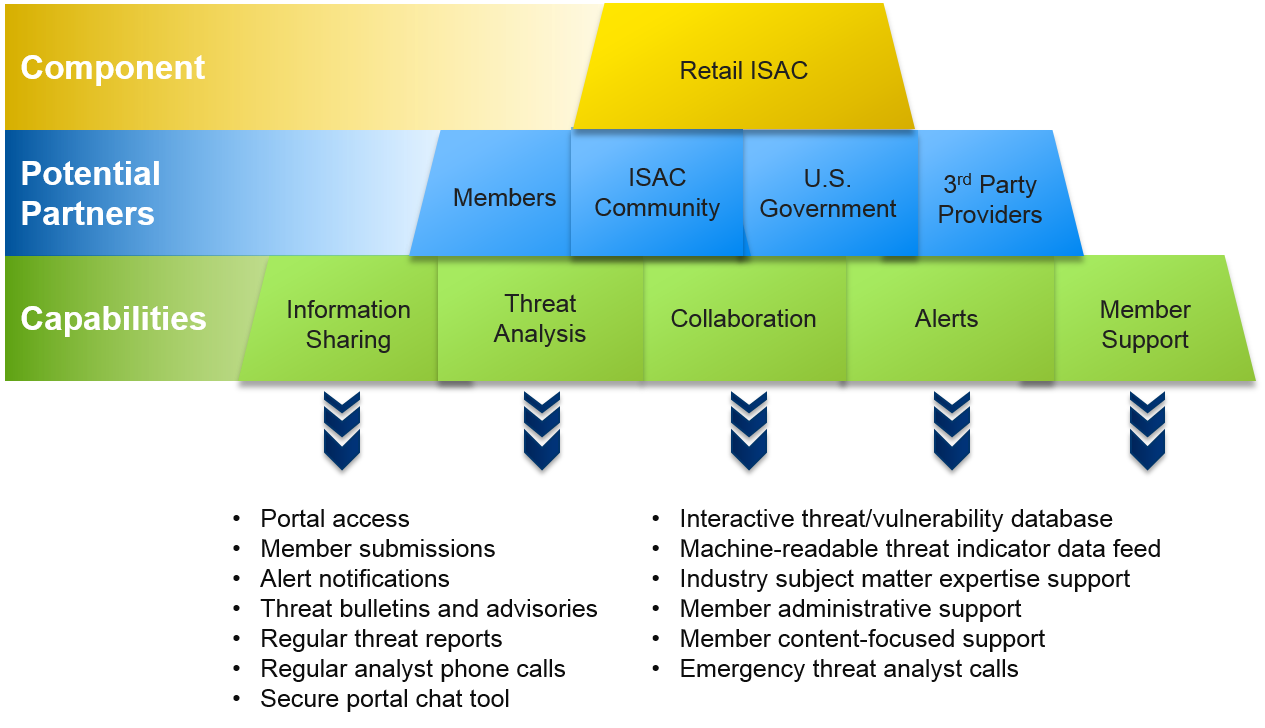 Component
Retail ISAC
Potential
Partners
Members
ISAC
Community
U.S.
Government
3rd Party
Providers
Capabilities
Information
Sharing
Threat
Analysis
Collaboration
Alerts
Member
Support
• Portal access
• Member submissions
• Alert notifications
• Threat bulletins and advisories
• Regular threat reports
• Regular analyst phone calls
• Secure portal chat tool
• Interactive threat/vulnerability database
• Machine-readable threat indicator data feed
• Industry subject matter expertise support
• Member administrative support
• Member content-focused support
• Emergency threat analyst calls